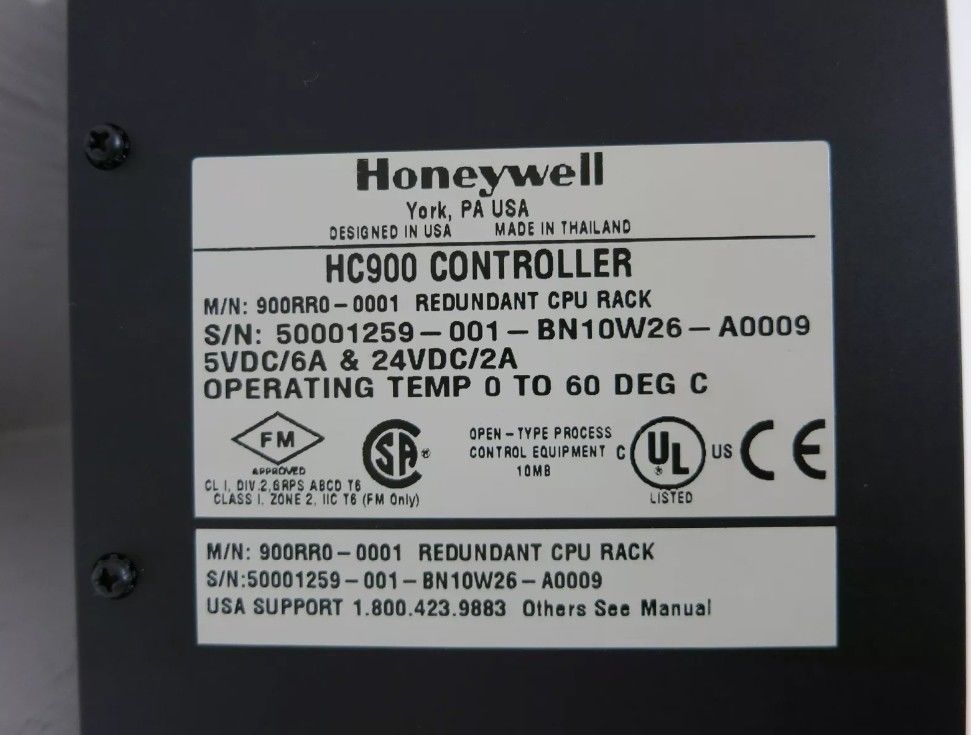 Honeywell
York, PA USA
DESIGNED IN USA MADE IN THAILAND
HC900 CONTROLLER
M/N: 900RR0-0001 REDUNDANT CPU RACK
S/N: 50001259-001-BN10W26-A0009
5VDC/6A & 24VDC/2A
OPERATING TEMP 0 TO 60 DEG C
FM
APPROVED
CL I, DIV.2,GRPS ABCD T6
CLASS I, ZONE 2, IIC T6 (FM Only)
SA ®
OPEN-TYPE PROCESS
CONTROL EQUIPMENT
10MB
C UL ® US
LISTED
CE
M/N: 900RR0-0001 REDUNDANT CPU RACK
S/N:50001259-001-BN10W26-A0009
USA SUPPORT 1.800.423.9883 Others See Manual